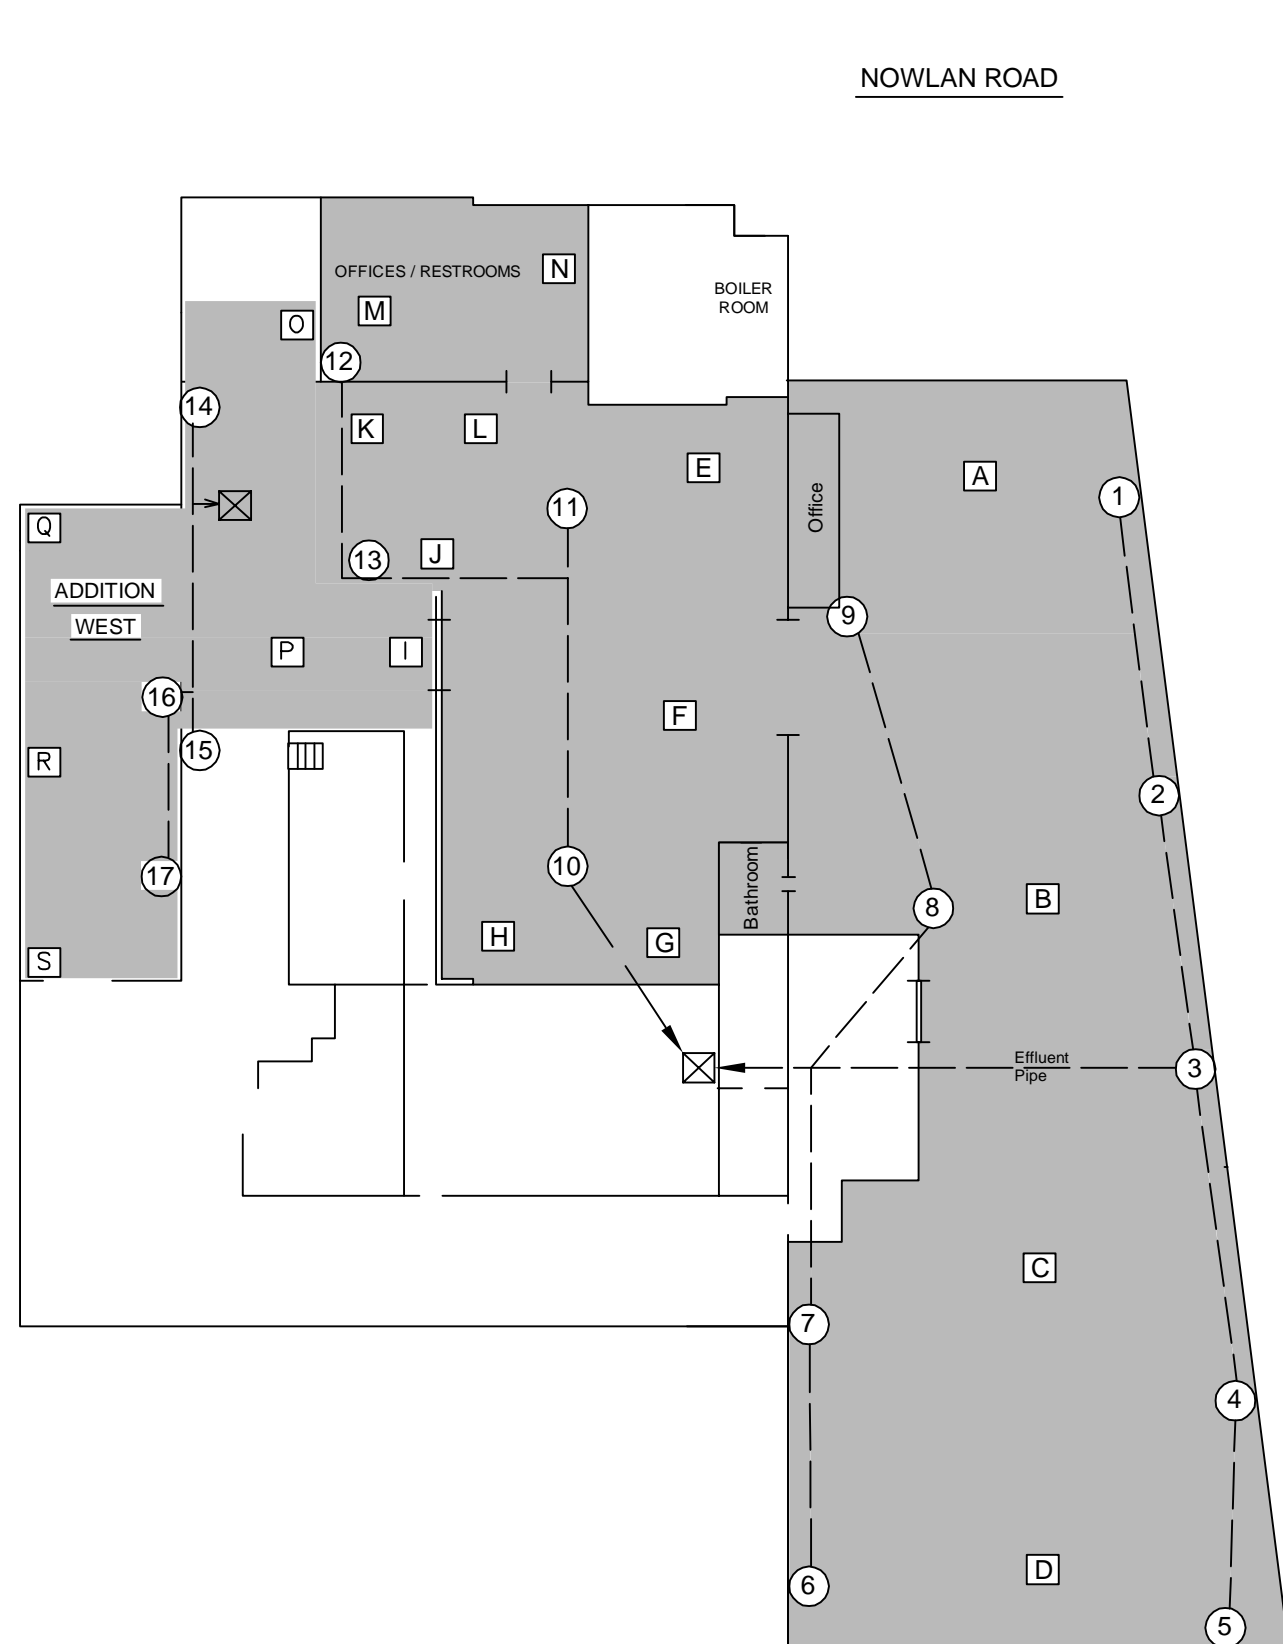 NOWLAN ROAD
OFFICES / RESTROOMS
N
BOILER
ROOM
M
O
12
14
K
L
E
A
Office
1
11
Q
J
13
ADDITION
WEST
9
P
I
16
F
15
R
2
10
17
Bathroom
B
8
H
G
S
Effluent
Pipe
3
C
7
4
D
6
5